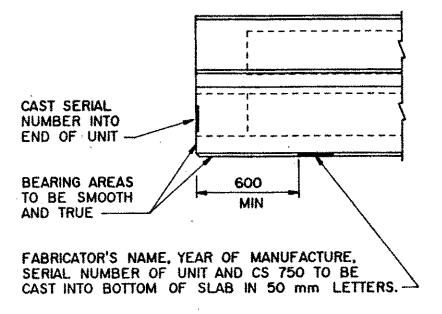 CAST SERIAL
NUMBER INTO
END OF UNIT
BEARING AREAS
TO BE SMOOTH
AND TRUE
600
MIN
FABRICATOR'S NAME, YEAR OF MANUFACTURE,
SERIAL NUMBER OF UNIT AND CS 750 TO BE
CAST INTO BOTTOM OF SLAB IN 50 mm LETTERS.